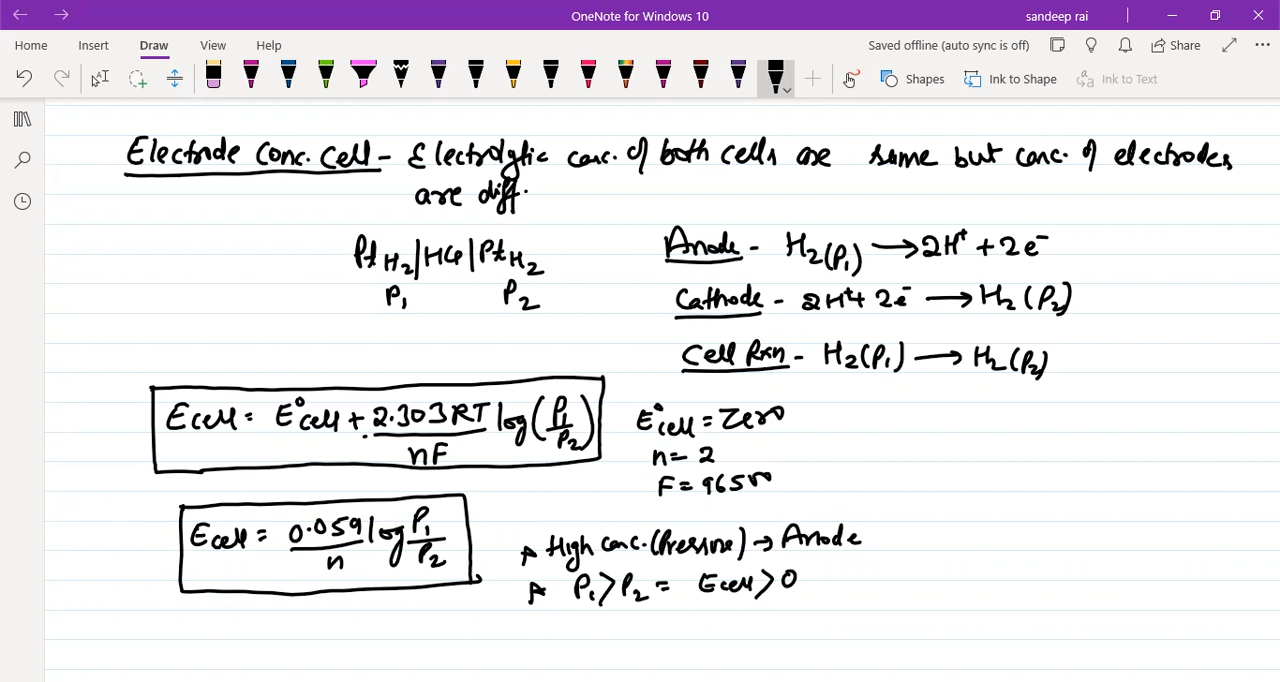 OneNote for Windows 10
sandeep rai
Home Insert Draw View Help
Saved offline (auto sync is off)
Share
Shapes
Ink to Shape
Ink to Text
Electrode Conc. Cell - Electrolytic conc. of both cells are same but conc. of electrodes
are diff.
Pt H₂ | HCl | Pt H₂
P₁ P₂
Anode - H₂(P₁) → 2H⁺ + 2e⁻
Cathode - 2H⁺ + 2e⁻ → H₂(P₂)
Cell Rxn - H₂(P₁) → H₂(P₂)
Ecell = E°cell + 2.303RT/nF log(P₁/P₂)
E°cell = Zero
n = 2
F = 96500
Ecell = 0.059/n log P₁/P₂
High conc. (Pressure) → Anode
P₁ > P₂ = Ecell > 0